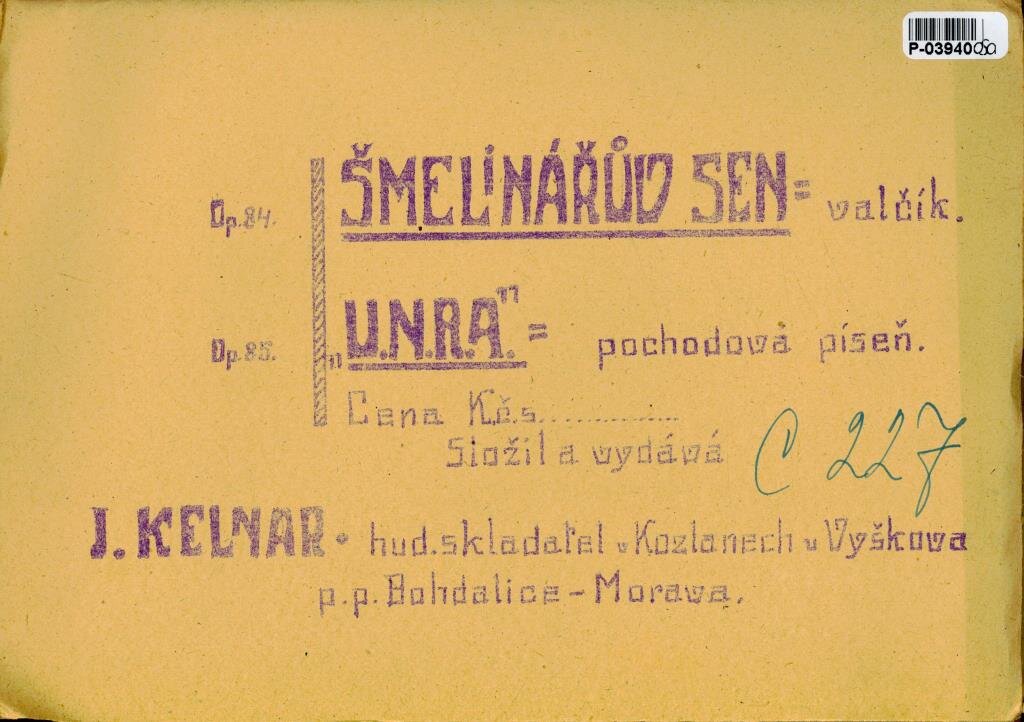 P-03940
Op.84. ŠMELINÁŘŮV SEN = valčík.
Op.85. „U.N.R.A." = pochodová píseň.
Cena Kčs..............
Složil a vydává
C 227
J. KELNAR • hud.skladatel v Kozlanech u Vyškova
p.p. Bohdalice - Morava.